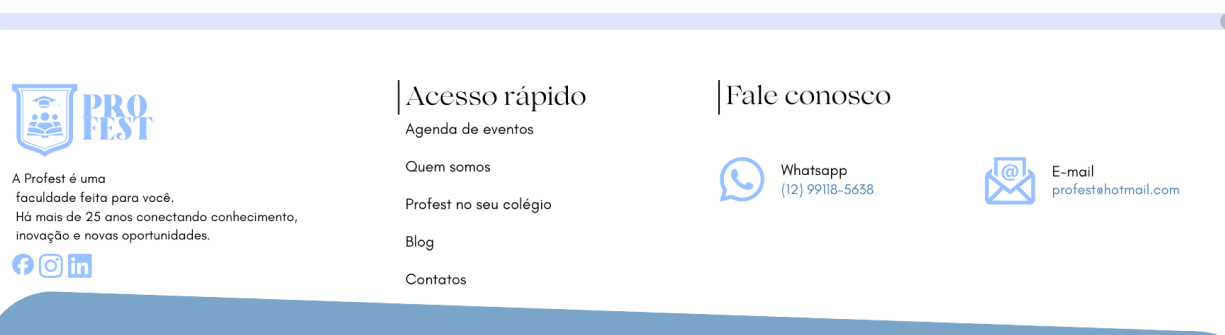 PRO
FEST
A Profest é uma
faculdade feita para você.
Há mais de 25 anos conectando conhecimento,
inovação e novas oportunidades.
Acesso rápido
Agenda de eventos
Quem somos
Profest no seu colégio
Blog
Contatos
Fale conosco
Whatsapp
(12) 99118-5638
E-mail
profest@hotmail.com